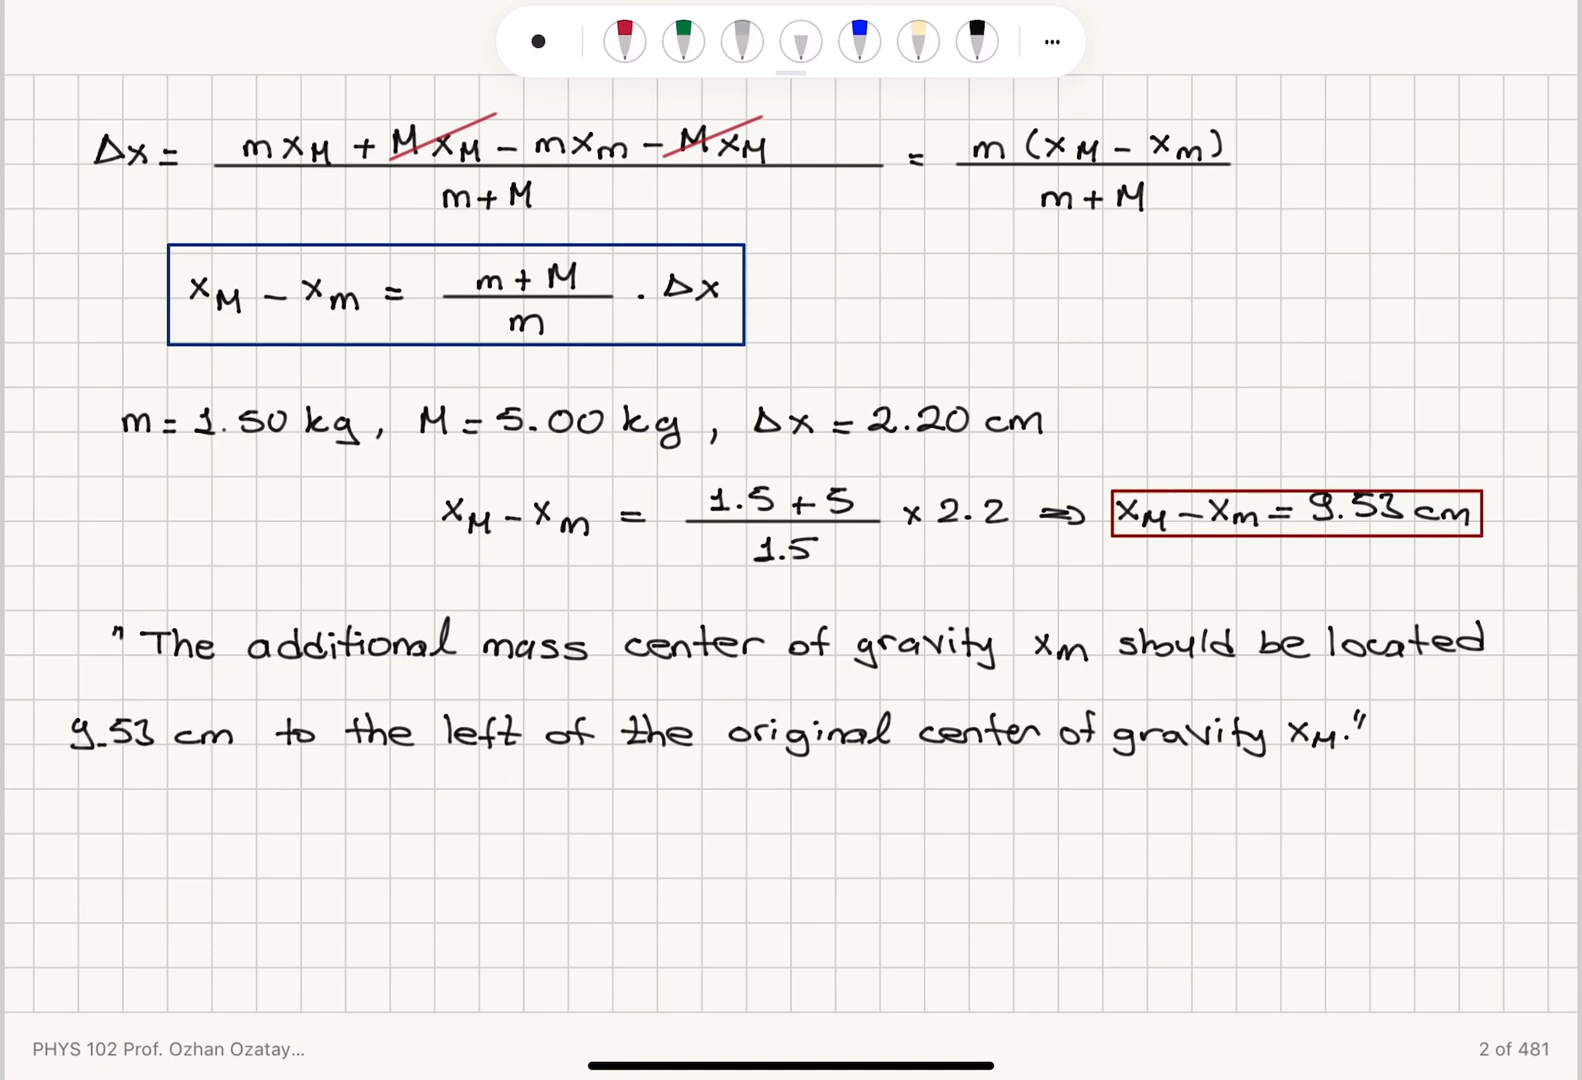 Δx = (m x_M + M x_M − m x_m − M x_M) / (m + M) = m (x_M − x_m) / (m + M)
x_M − x_m = (m + M) / m . Δx
m = 1.50 kg, M = 5.00 kg, Δx = 2.20 cm
x_M − x_m = (1.5 + 5) / 1.5 × 2.2 ⇒ x_M − x_m = 9.53 cm
"The additional mass center of gravity x_m should be located
9.53 cm to the left of the original center of gravity x_M."
PHYS 102 Prof. Ozhan Ozatay... 2 of 481